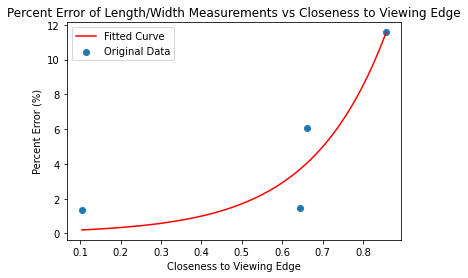 Percent Error of Length/Width Measurements vs Closeness to Viewing Edge
Fitted Curve
Original Data
12
10
8
6
4
2
0
Percent Error (%)
0.1 0.2 0.3 0.4 0.5 0.6 0.7 0.8
Closeness to Viewing Edge